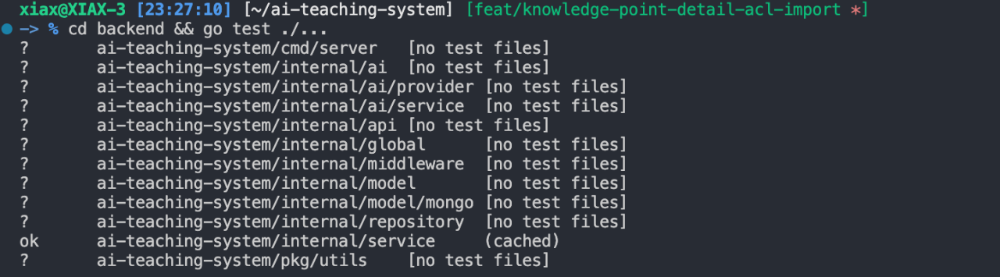 xiax@XIAX-3 [23:27:10] [~/ai-teaching-system] [feat/knowledge-point-detail-acl-import *]
-> % cd backend && go test ./...
?       ai-teaching-system/cmd/server   [no test files]
?       ai-teaching-system/internal/ai  [no test files]
?       ai-teaching-system/internal/ai/provider [no test files]
?       ai-teaching-system/internal/ai/service  [no test files]
?       ai-teaching-system/internal/api [no test files]
?       ai-teaching-system/internal/global      [no test files]
?       ai-teaching-system/internal/middleware  [no test files]
?       ai-teaching-system/internal/model       [no test files]
?       ai-teaching-system/internal/model/mongo [no test files]
?       ai-teaching-system/internal/repository  [no test files]
ok      ai-teaching-system/internal/service     (cached)
?       ai-teaching-system/pkg/utils    [no test files]